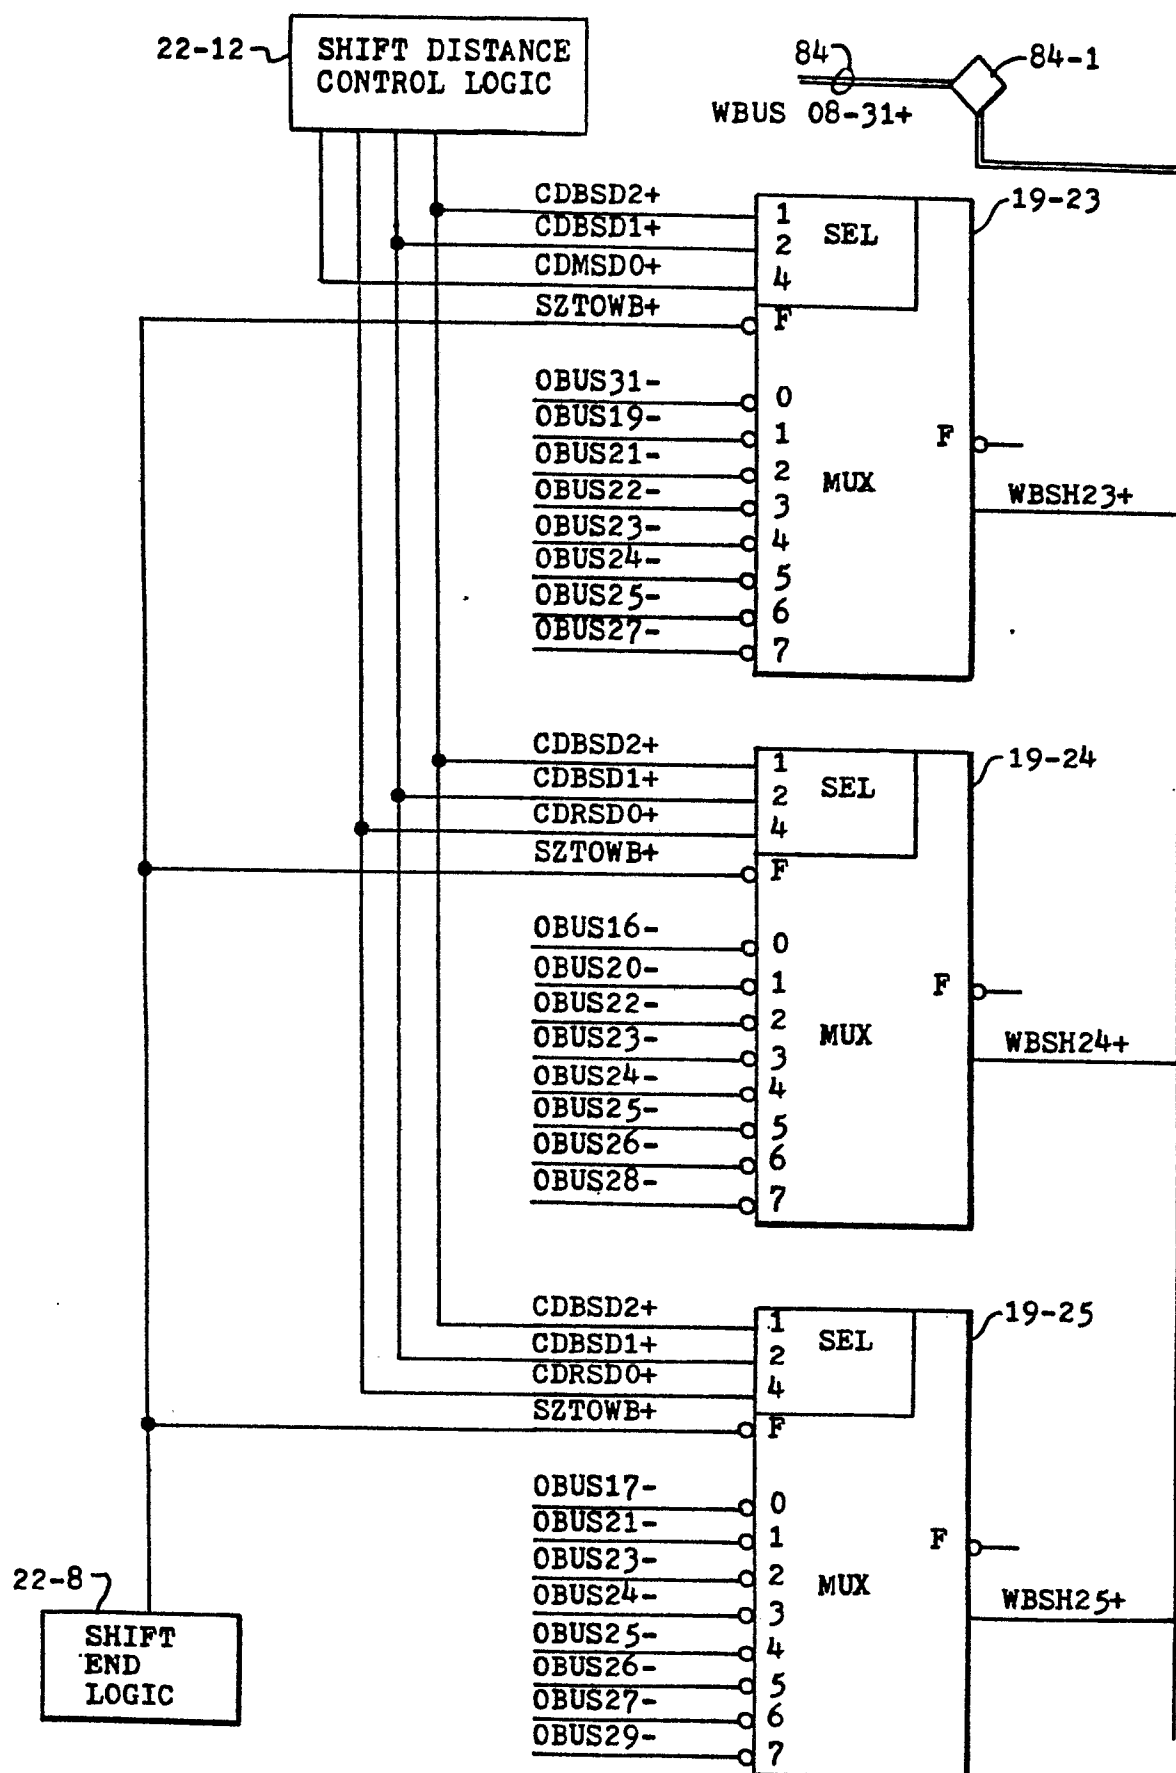 22-12
SHIFT DISTANCE
CONTROL LOGIC
84
84-1
WBUS 08-31+
CDBSD2+
1
SEL
19-23
CDBSD1+
2
CDMSD0+
4
SZTOWB+
F
OBUS31-
0
OBUS19-
1
F
OBUS21-
2
MUX
OBUS22-
3
WBSH23+
OBUS23-
4
OBUS24-
5
OBUS25-
6
OBUS27-
7
CDBSD2+
1
SEL
19-24
CDBSD1+
2
CDRSD0+
4
SZTOWB+
F
OBUS16-
0
OBUS20-
1
F
OBUS22-
2
MUX
OBUS23-
3
WBSH24+
OBUS24-
4
OBUS25-
5
OBUS26-
6
OBUS28-
7
CDBSD2+
1
SEL
19-25
CDBSD1+
2
CDRSD0+
4
SZTOWB+
F
OBUS17-
0
OBUS21-
1
F
OBUS23-
2
MUX
OBUS24-
3
WBSH25+
OBUS25-
4
OBUS26-
5
OBUS27-
6
OBUS29-
7
22-8
SHIFT
END
LOGIC